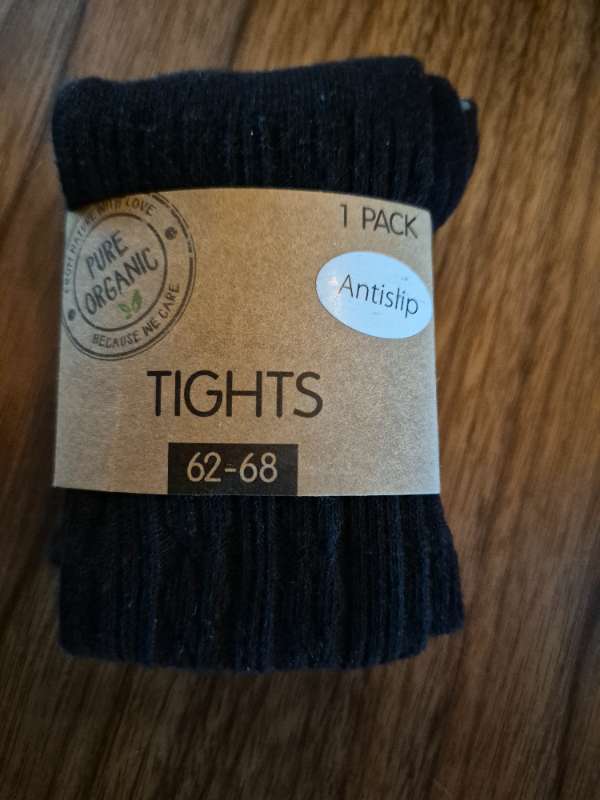 1 PACK
FROM NATURE WITH LOVE
PURE
ORGANIC
BECAUSE WE CARE
Antislip
TIGHTS
62-68